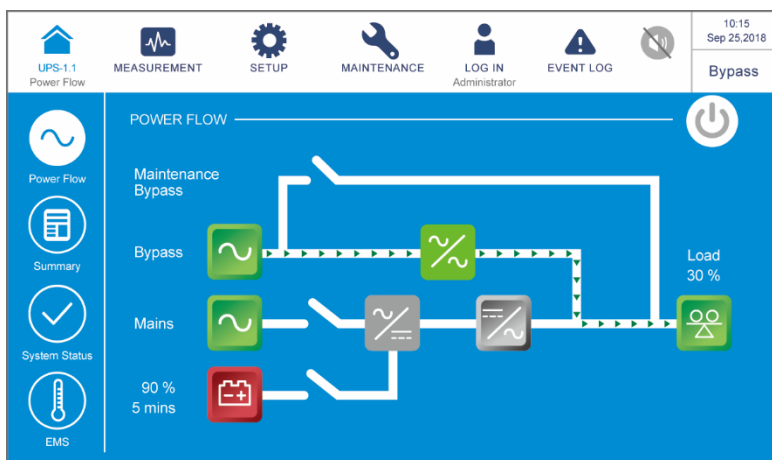 UPS-1.1
Power Flow
MEASUREMENT
SETUP
MAINTENANCE
LOG IN
Administrator
EVENT LOG
10:15
Sep 25,2018
Bypass
Power Flow
Summary
System Status
EMS
POWER FLOW
Maintenance
Bypass
Bypass
Mains
90 %
5 mins
Load
30 %